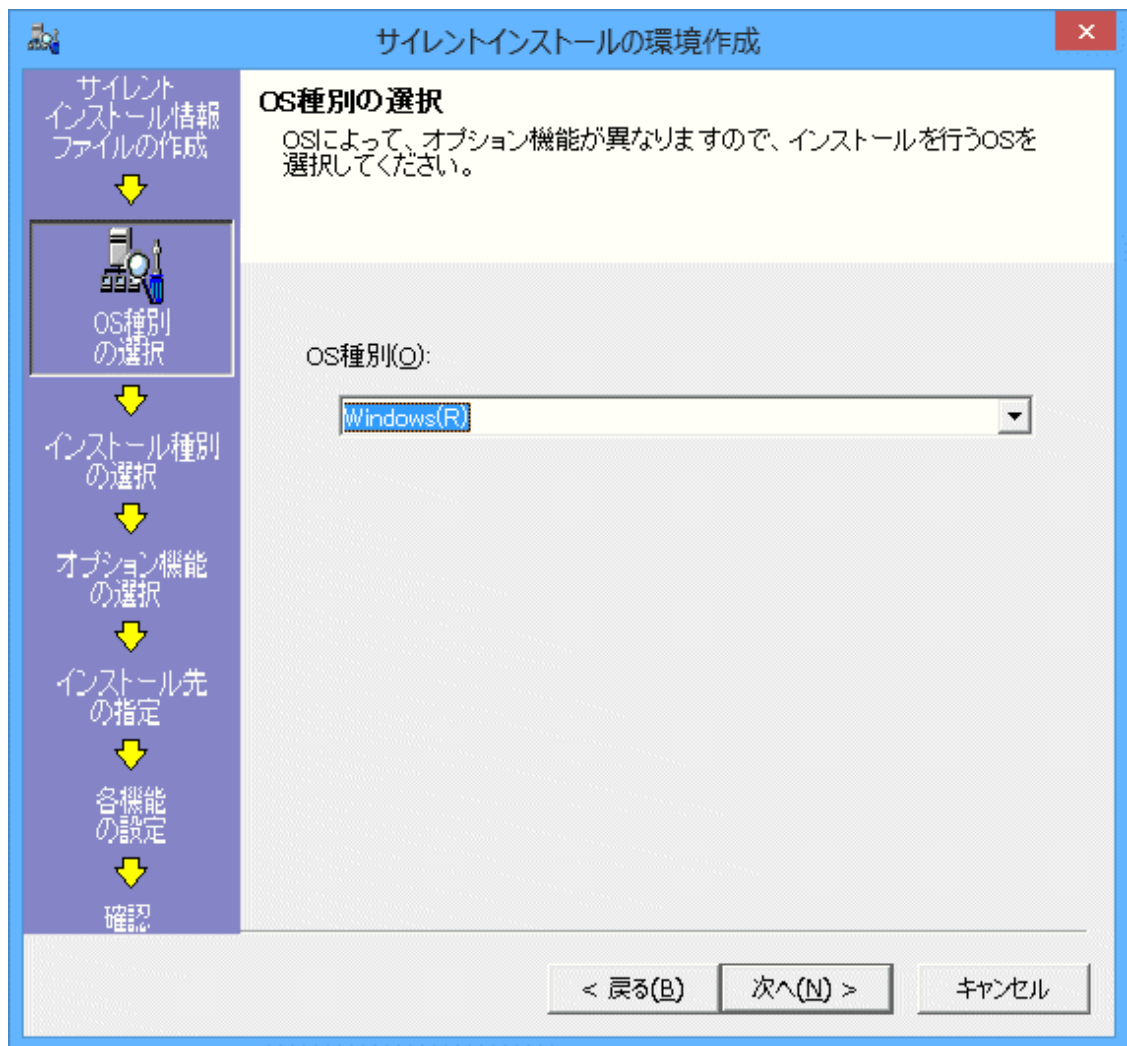 サイレントインストールの環境作成
サイレント
インストール情報
ファイルの作成
OS種別
の選択
インストール種別
の選択
オプション機能
の選択
インストール先
の指定
各機能
の設定
確認
OS種別の選択
OSによって、オプション機能が異なりますので、インストールを行うOSを
選択してください。
OS種別(O):
Windows(R)
< 戻る(B)
次へ(N) >
キャンセル